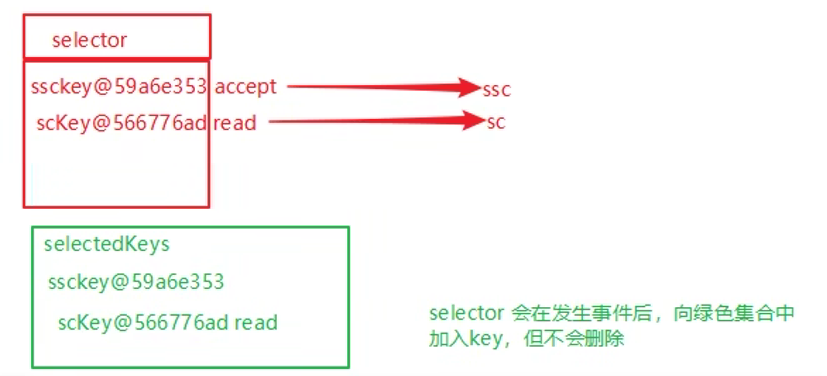 selector
ssckey@59a6e353 accept ssc
scKey@566776ad read sc
selectedKeys
ssckey@59a6e353
scKey@566776ad read
selector 会在发生事件后，向绿色集合中
加入key，但不会删除